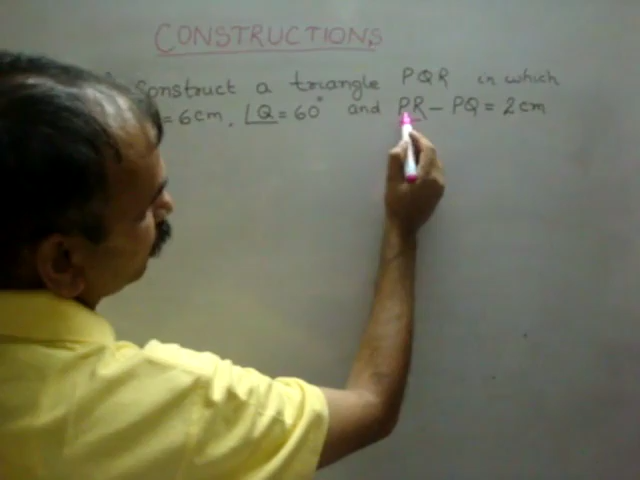 CONSTRUCTIONS
Construct a triangle PQR in which
= 6cm, ∠Q = 60° and PR – PQ = 2cm